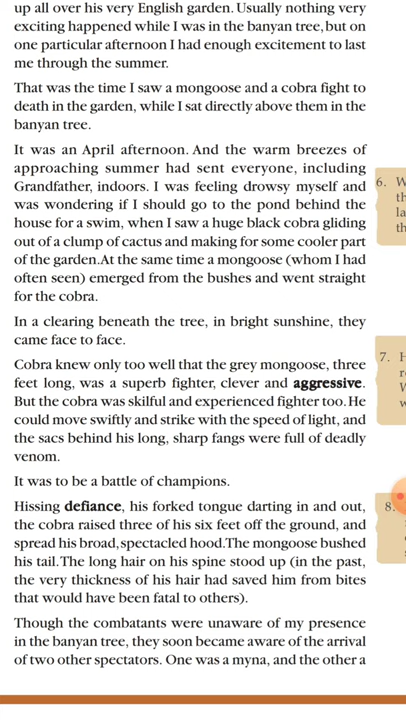 up all over his very English garden. Usually nothing very
exciting happened while I was in the banyan tree, but on
one particular afternoon I had enough excitement to last
me through the summer.
That was the time I saw a mongoose and a cobra fight to
death in the garden, while I sat directly above them in the
banyan tree.
It was an April afternoon. And the warm breezes of
approaching summer had sent everyone, including
Grandfather, indoors. I was feeling drowsy myself and
was wondering if I should go to the pond behind the
house for a swim, when I saw a huge black cobra gliding
out of a clump of cactus and making for some cooler part
of the garden.At the same time a mongoose (whom I had
often seen) emerged from the bushes and went straight
for the cobra.
In a clearing beneath the tree, in bright sunshine, they
came face to face.
Cobra knew only too well that the grey mongoose, three
feet long, was a superb fighter, clever and aggressive.
But the cobra was skilful and experienced fighter too.He
could move swiftly and strike with the speed of light, and
the sacs behind his long, sharp fangs were full of deadly
venom.
It was to be a battle of champions.
Hissing defiance, his forked tongue darting in and out,
the cobra raised three of his six feet off the ground, and
spread his broad,spectacled hood.The mongoose bushed
his tail.The long hair on his spine stood up (in the past,
the very thickness of his hair had saved him from bites
that would have been fatal to others).
Though the combatants were unaware of my presence
in the banyan tree, they soon became aware of the arrival
of two other spectators. One was a myna, and the other a
6.
7.
8.